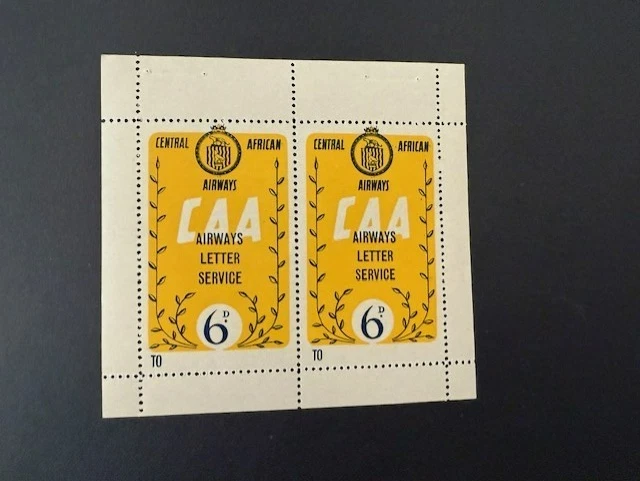 CENTRAL AFRICAN
AIRWAYS
CAA
AIRWAYS
LETTER
SERVICE
6D.
TO
CENTRAL AFRICAN
AIRWAYS
CAA
AIRWAYS
LETTER
SERVICE
6D.
TO